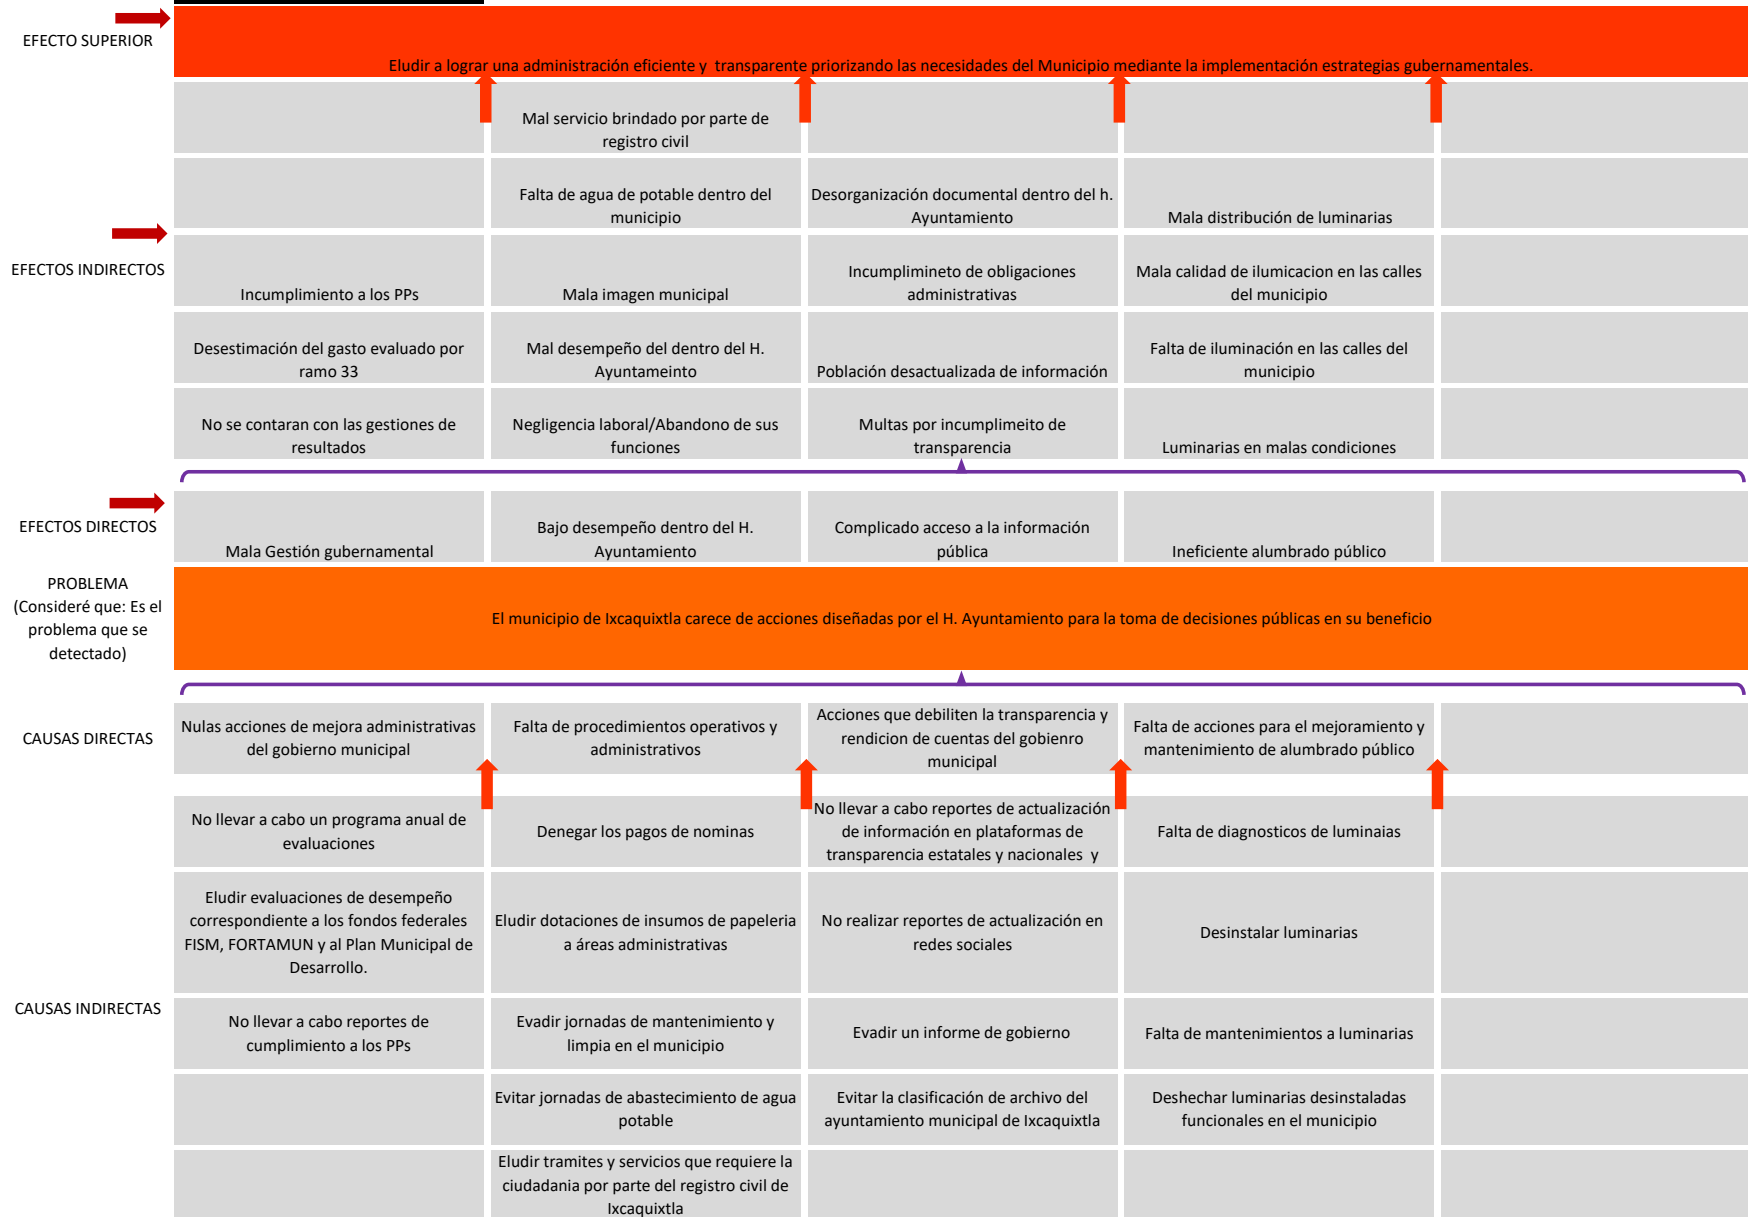 EFECTO SUPERIOR
Eludir a lograr una administración eficiente y transparente priorizando las necesidades del Municipio mediante la implementación estrategias gubernamentales.
Mal servicio brindado por parte de
registro civil
Falta de agua de potable dentro del
municipio
Desorganización documental dentro del h.
Ayuntamiento
Mala distribución de luminarias
EFECTOS INDIRECTOS
Incumplimiento a los PPs
Mala imagen municipal
Incumplimineto de obligaciones
administrativas
Mala calidad de ilumicacion en las calles
del municipio
Desestimación del gasto evaluado por
ramo 33
Mal desempeño del dentro del H.
Ayuntameinto
Población desactualizada de información
Falta de iluminación en las calles del
municipio
No se contaran con las gestiones de
resultados
Negligencia laboral/Abandono de sus
funciones
Multas por incumplimeito de
transparencia
Luminarias en malas condiciones
EFECTOS DIRECTOS
Mala Gestión gubernamental
Bajo desempeño dentro del H.
Ayuntamiento
Complicado acceso a la información
pública
Ineficiente alumbrado público
PROBLEMA
(Consideré que: Es el
problema que se
detectado)
El municipio de Ixcaquixtla carece de acciones diseñadas por el H. Ayuntamiento para la toma de decisiones públicas en su beneficio
CAUSAS DIRECTAS
Nulas acciones de mejora administrativas
del gobierno municipal
Falta de procedimientos operativos y
administrativos
Acciones que debiliten la transparencia y
rendicion de cuentas del gobienro
municipal
Falta de acciones para el mejoramiento y
mantenimiento de alumbrado público
No llevar a cabo un programa anual de
evaluaciones
Denegar los pagos de nominas
No llevar a cabo reportes de actualización
de información en plataformas de
transparencia estatales y nacionales y
Falta de diagnosticos de luminaias
Eludir evaluaciones de desempeño
correspondiente a los fondos federales
FISM, FORTAMUN y al Plan Municipal de
Desarrollo.
Eludir dotaciones de insumos de papeleria
a áreas administrativas
No realizar reportes de actualización en
redes sociales
Desinstalar luminarias
CAUSAS INDIRECTAS
No llevar a cabo reportes de
cumplimiento a los PPs
Evadir jornadas de mantenimiento y
limpia en el municipio
Evadir un informe de gobierno
Falta de mantenimientos a luminarias
Evitar jornadas de abastecimiento de agua
potable
Evitar la clasificación de archivo del
ayuntamiento municipal de Ixcaquixtla
Deshechar luminarias desinstaladas
funcionales en el municipio
Eludir tramites y servicios que requiere la
ciudadania por parte del registro civil de
Ixcaquixtla